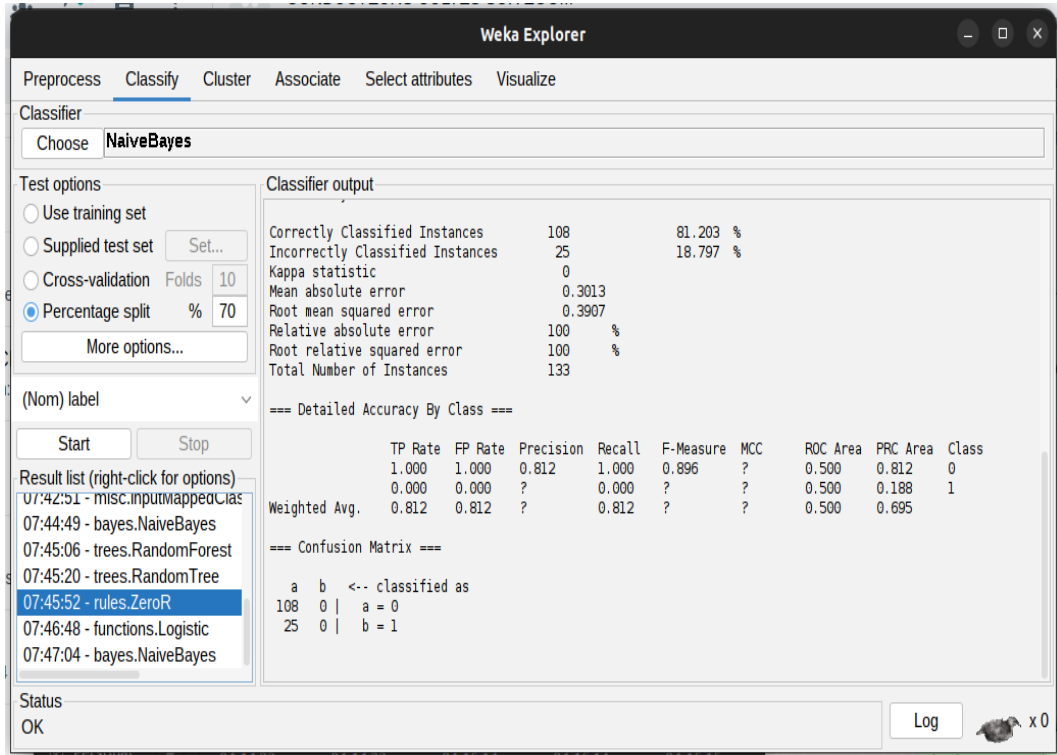 Weka Explorer
Preprocess Classify Cluster Associate Select attributes Visualize
Classifier
Choose NaiveBayes
Test options
Use training set
Supplied test set Set...
Cross-validation Folds 10
Percentage split % 70
More options...
(Nom) label
Start Stop
Result list (right-click for options)
07:42:51 - misc.InputMappedClas
07:44:49 - bayes.NaiveBayes
07:45:06 - trees.RandomForest
07:45:20 - trees.RandomTree
07:45:52 - rules.ZeroR
07:46:48 - functions.Logistic
07:47:04 - bayes.NaiveBayes
Classifier output
Correctly Classified Instances 108 81.203 %
Incorrectly Classified Instances 25 18.797 %
Kappa statistic 0
Mean absolute error 0.3013
Root mean squared error 0.3907
Relative absolute error 100 %
Root relative squared error 100 %
Total Number of Instances 133
=== Detailed Accuracy By Class ===
TP Rate FP Rate Precision Recall F-Measure MCC ROC Area PRC Area Class
1.000 1.000 0.812 1.000 0.896 ? 0.500 0.812 0
0.000 0.000 ? 0.000 ? ? 0.500 0.188 1
Weighted Avg. 0.812 0.812 ? 0.812 ? ? 0.500 0.695
=== Confusion Matrix ===
a b <-- classified as
108 0 | a = 0
25 0 | b = 1
Status
OK
Log x 0